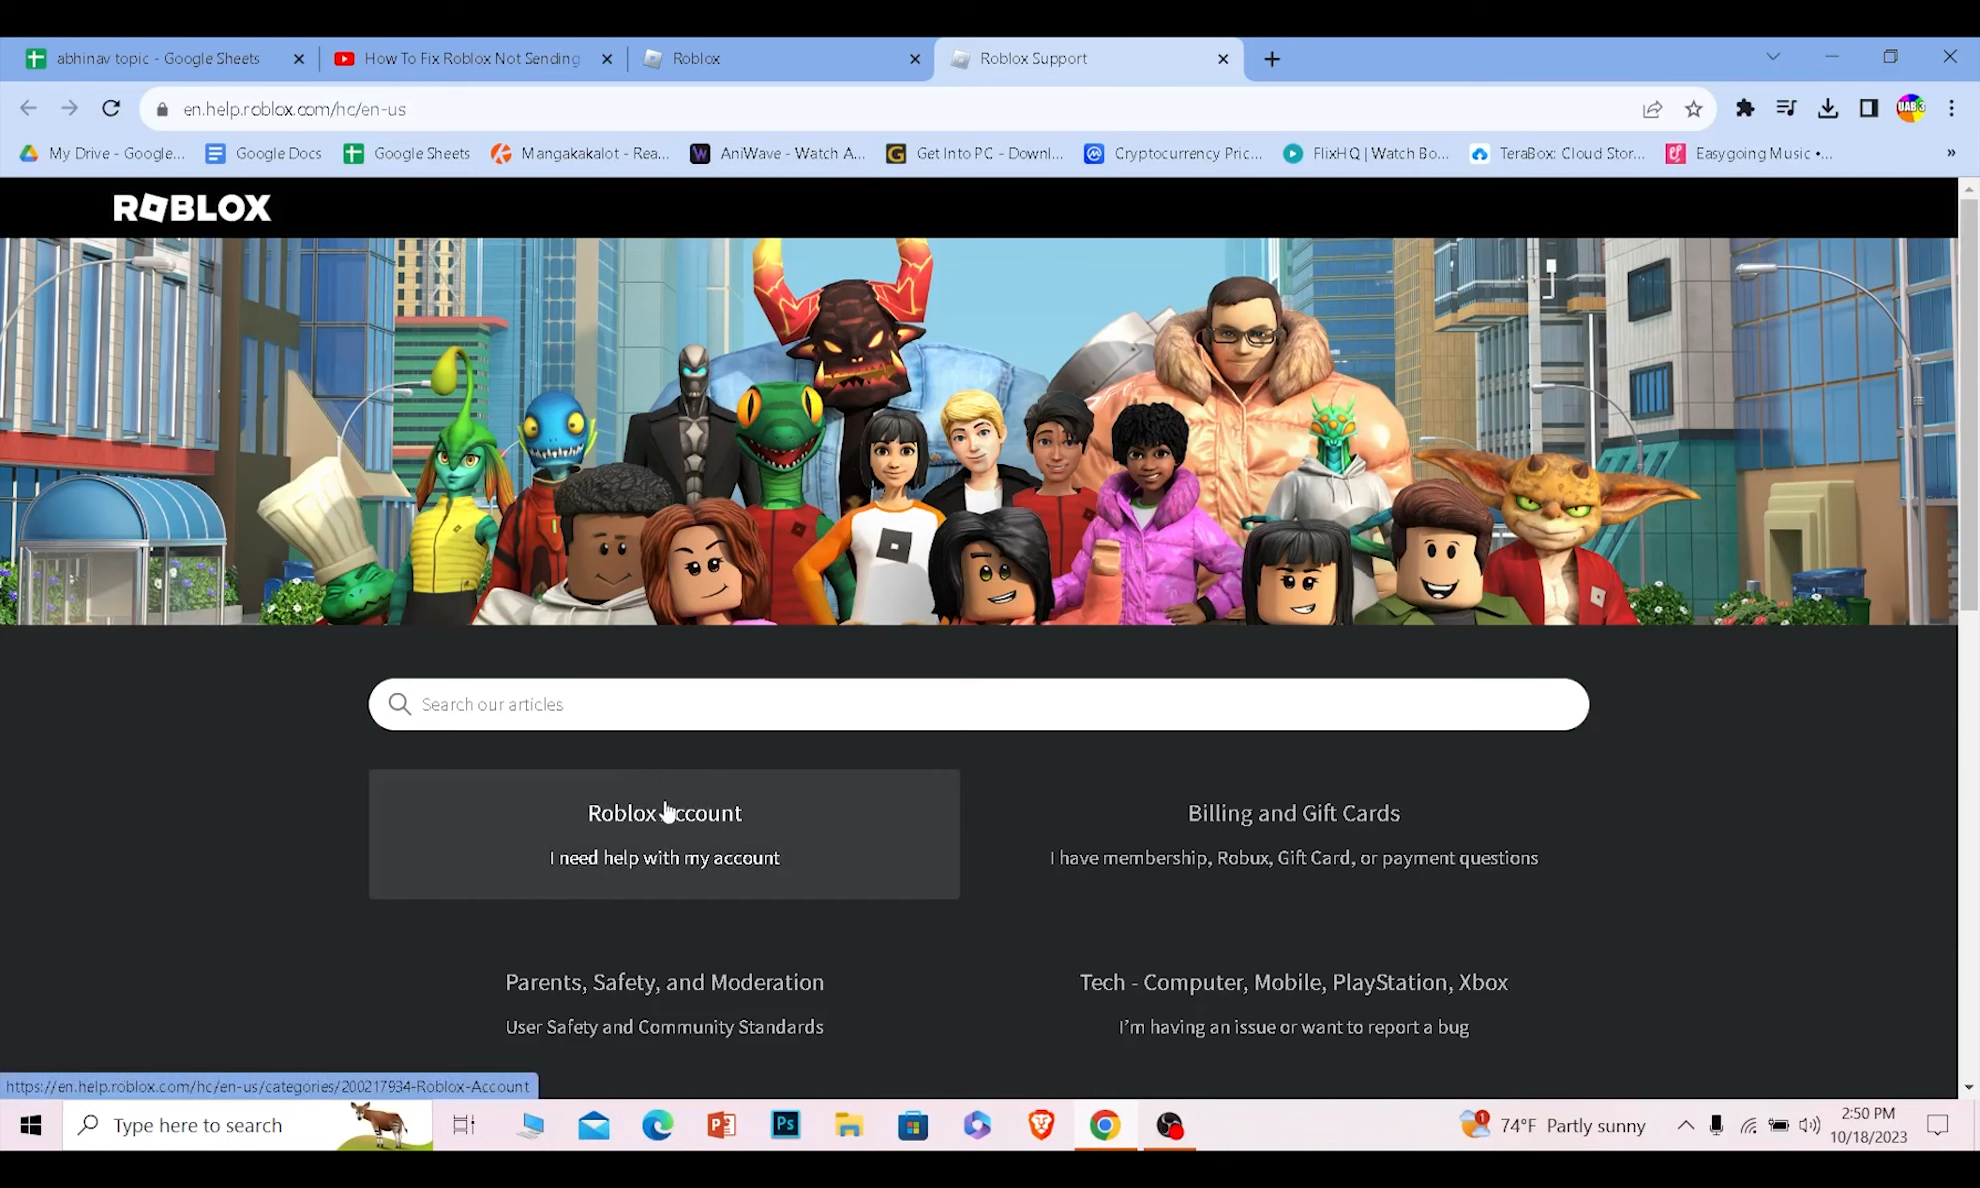 abhinav topic - Google Sheets
How To Fix Roblox Not Sending
Roblox
Roblox Support
en.help.roblox.com/hc/en-us
UAB 3
My Drive - Google...
Google Docs
Google Sheets
Mangakakalot - Rea...
AniWave - Watch A...
Get Into PC - Downl...
Cryptocurrency Pric...
FlixHQ | Watch Bo...
TeraBox: Cloud Stor...
Easygoing Music •...
»
ROBLOX
Search our articles
Roblox Account
I need help with my account
Billing and Gift Cards
I have membership, Robux, Gift Card, or payment questions
Parents, Safety, and Moderation
User Safety and Community Standards
Tech - Computer, Mobile, PlayStation, Xbox
I'm having an issue or want to report a bug
https://en.help.roblox.com/hc/en-us/categories/200217934-Roblox-Account
Type here to search
Ps
1
74°F Partly sunny
2:50 PM
10/18/2023